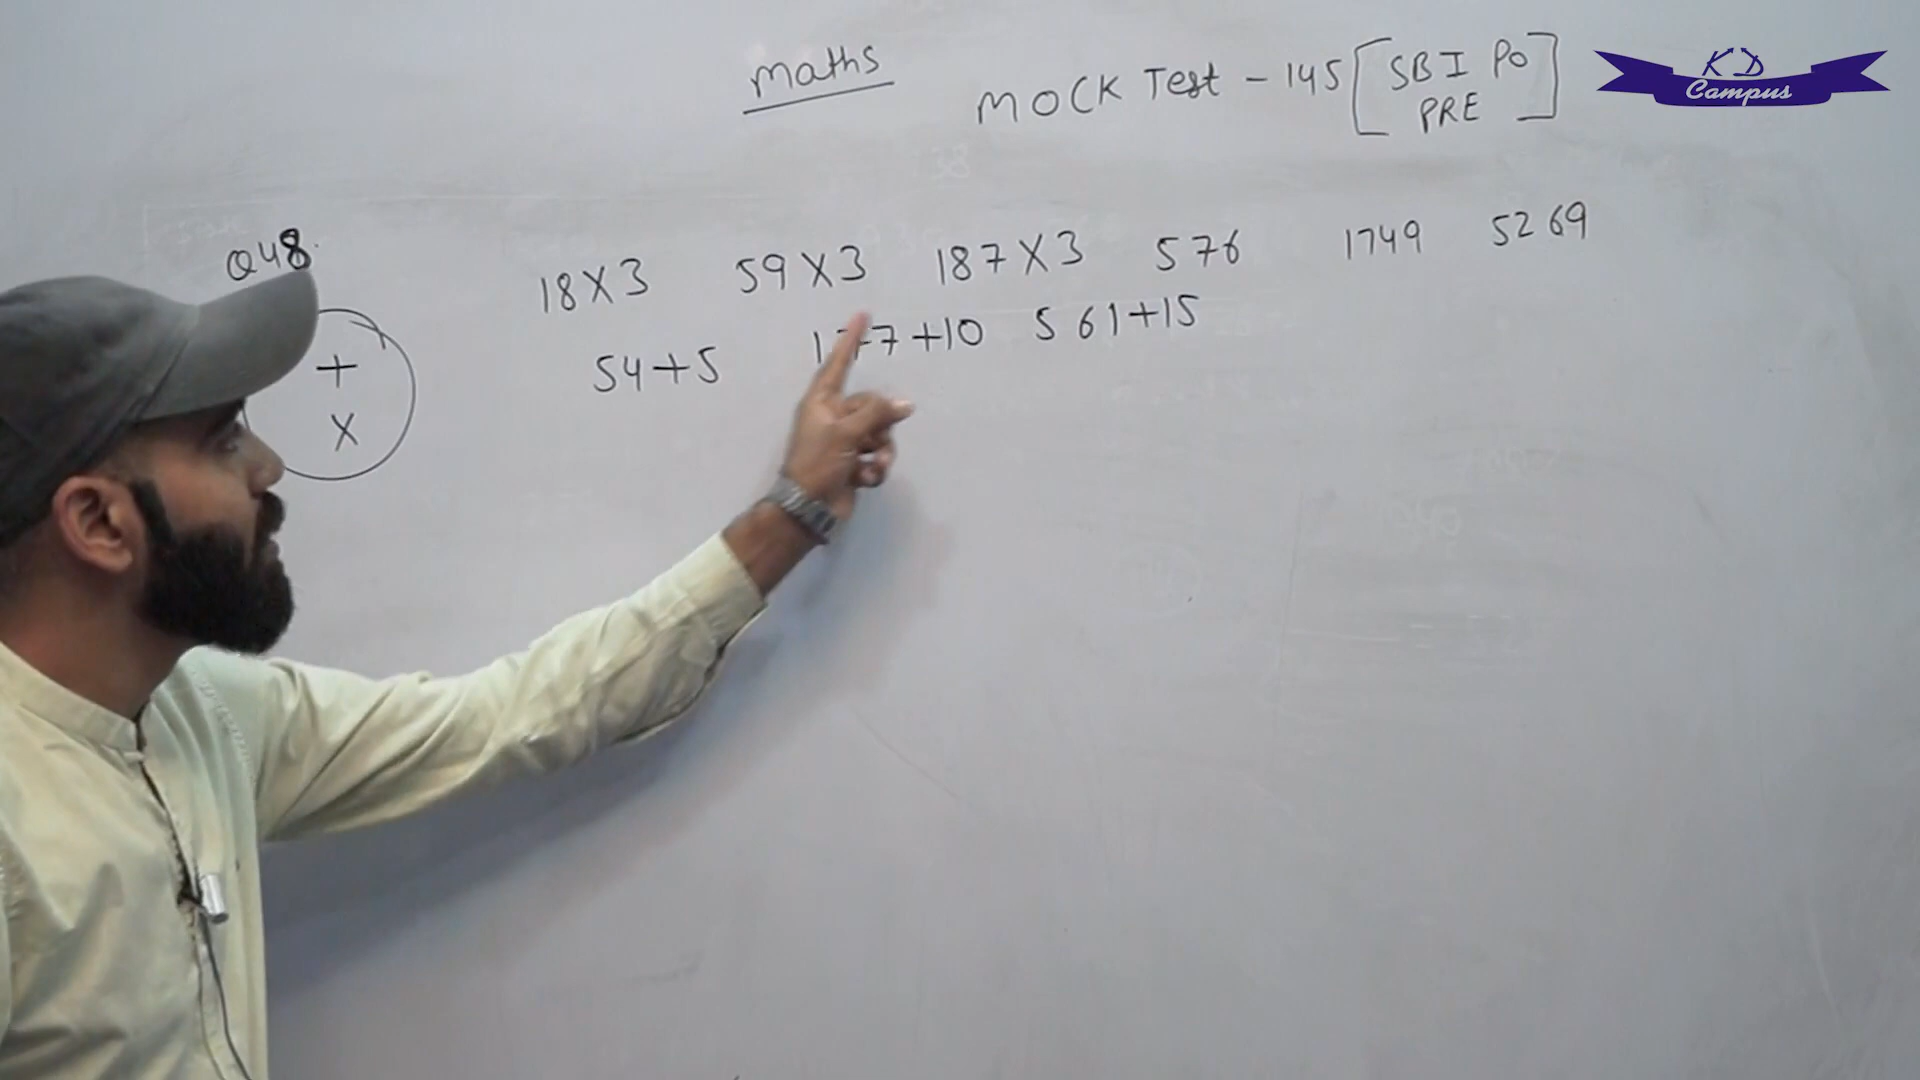 Maths
MOCK Test - 145 [SBI PO PRE]
KD
Campus
Q48.
18X3 59X3 187X3 576 1749 5269
54+5 +10 561+15
+
X